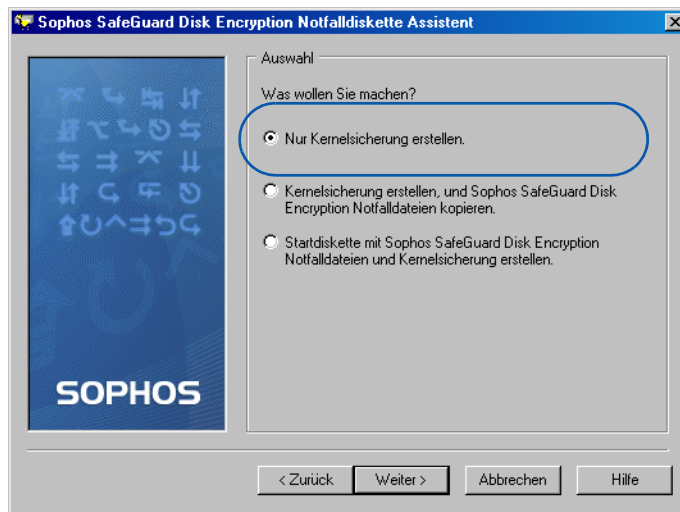 Sophos SafeGuard Disk Encryption Notfalldiskette Assistent
Auswahl
Was wollen Sie machen?
Nur Kernelsicherung erstellen.
Kernelsicherung erstellen, und Sophos SafeGuard Disk
Encryption Notfalldateien kopieren.
Startdiskette mit Sophos SafeGuard Disk Encryption
Notfalldateien und Kernelsicherung erstellen.
SOPHOS
< Zurück
Weiter >
Abbrechen
Hilfe